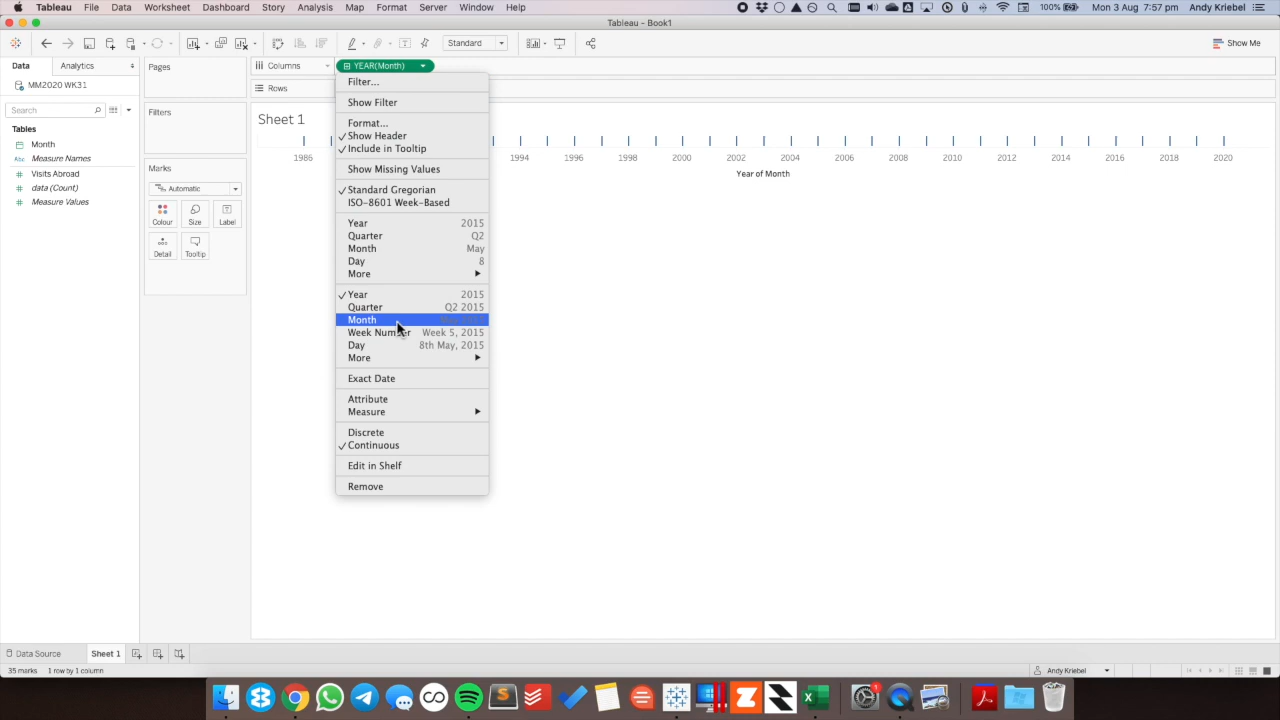 Tableau File Data Worksheet Dashboard Story Analysis Map Format Server Window Help 100% Mon 3 Aug 7:57 pm Andy Kriebel
Tableau - Book1
Standard Show Me
Data Analytics Pages Columns YEAR(Month)
MM2020 WK31 Rows
Search Filters
Sheet 1
Tables
Month
Measure Names
Visits Abroad
data (Count)
Measure Values
Marks
Automatic
Colour Size Label
Detail Tooltip
Filter...
Show Filter
Format...
Show Header
Include in Tooltip
Show Missing Values
Standard Gregorian
ISO-8601 Week-Based
Year 2015
Quarter Q2
Month May
Day 8
More
Year 2015
Quarter Q2 2015
Month
Week Number Week 5, 2015
Day 8th May, 2015
More
Exact Date
Attribute
Measure
Discrete
Continuous
Edit in Shelf
Remove
1986 1994 1996 1998 2000 2002 2004 2006 2008 2010 2012 2014 2016 2018 2020
Year of Month
Data Source Sheet 1
35 marks 1 row by 1 column Andy Kriebel
1